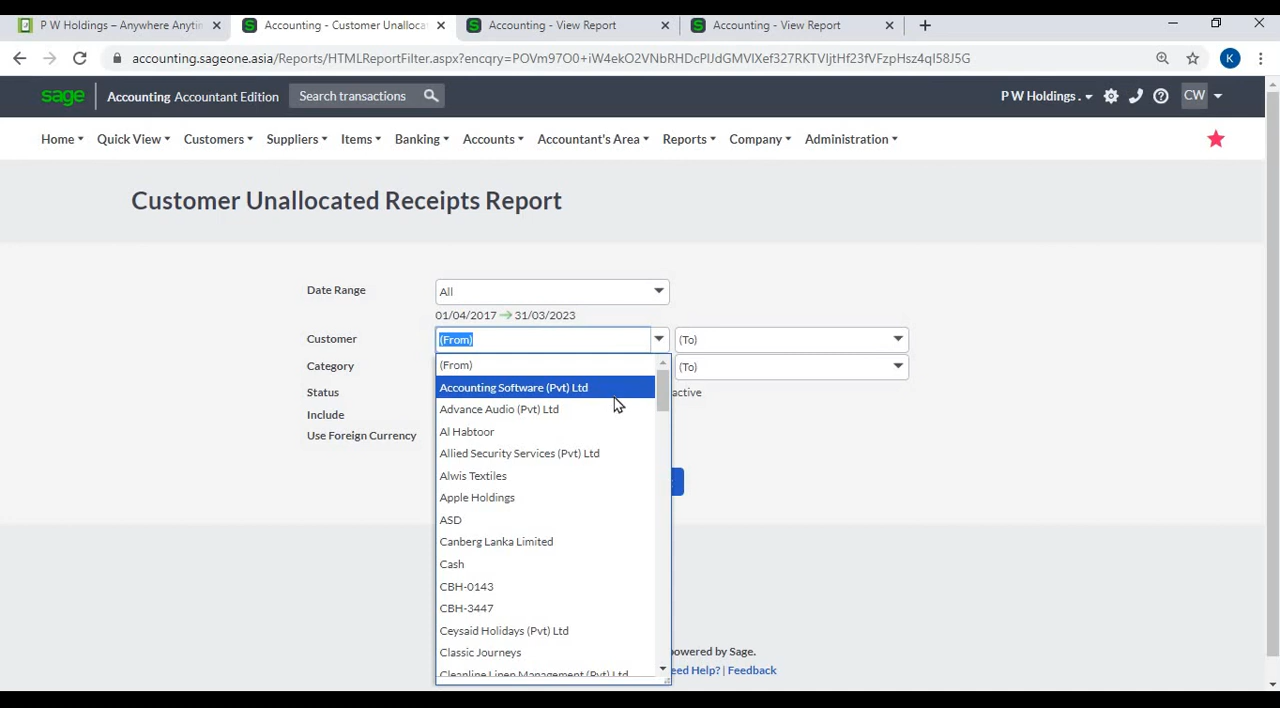 P W Holdings – Anywhere Anytin
Accounting - Customer Unalloca
Accounting - View Report
Accounting - View Report
accounting.sageone.asia/Reports/HTMLReportFilter.aspx?encqry=
K
sage
Accounting Accountant Edition
Search transactions
P W Holdings .
CW
Home
Quick View
Customers
Suppliers
Items
Banking
Accounts
Accountant's Area
Reports
Company
Administration
Customer Unallocated Receipts Report
Date Range
All
01/04/2017
31/03/2023
Customer
(From)
(To)
Category
(To)
Status
active
Include
Use Foreign Currency
(From)
Accounting Software (Pvt) Ltd
Advance Audio (Pvt) Ltd
Al Habtoor
Allied Security Services (Pvt) Ltd
Alwis Textiles
Apple Holdings
ASD
Canberg Lanka Limited
Cash
CBH-0143
CBH-3447
Ceysaid Holidays (Pvt) Ltd
Classic Journeys
Cleanline Linen Management (Pvt) Ltd
owered by Sage.
eed Help? | Feedback